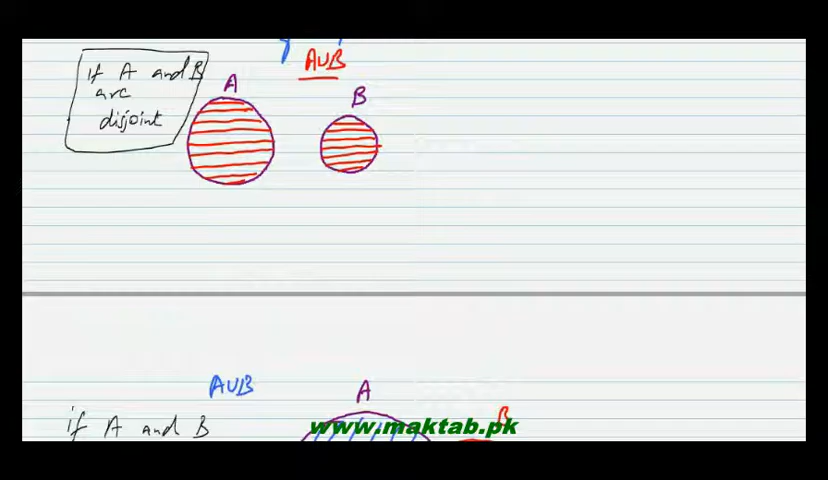 A∪B
if A and B
are
disjoint
A
B
A∪B
A
B
if A and B
www.maktab.pk